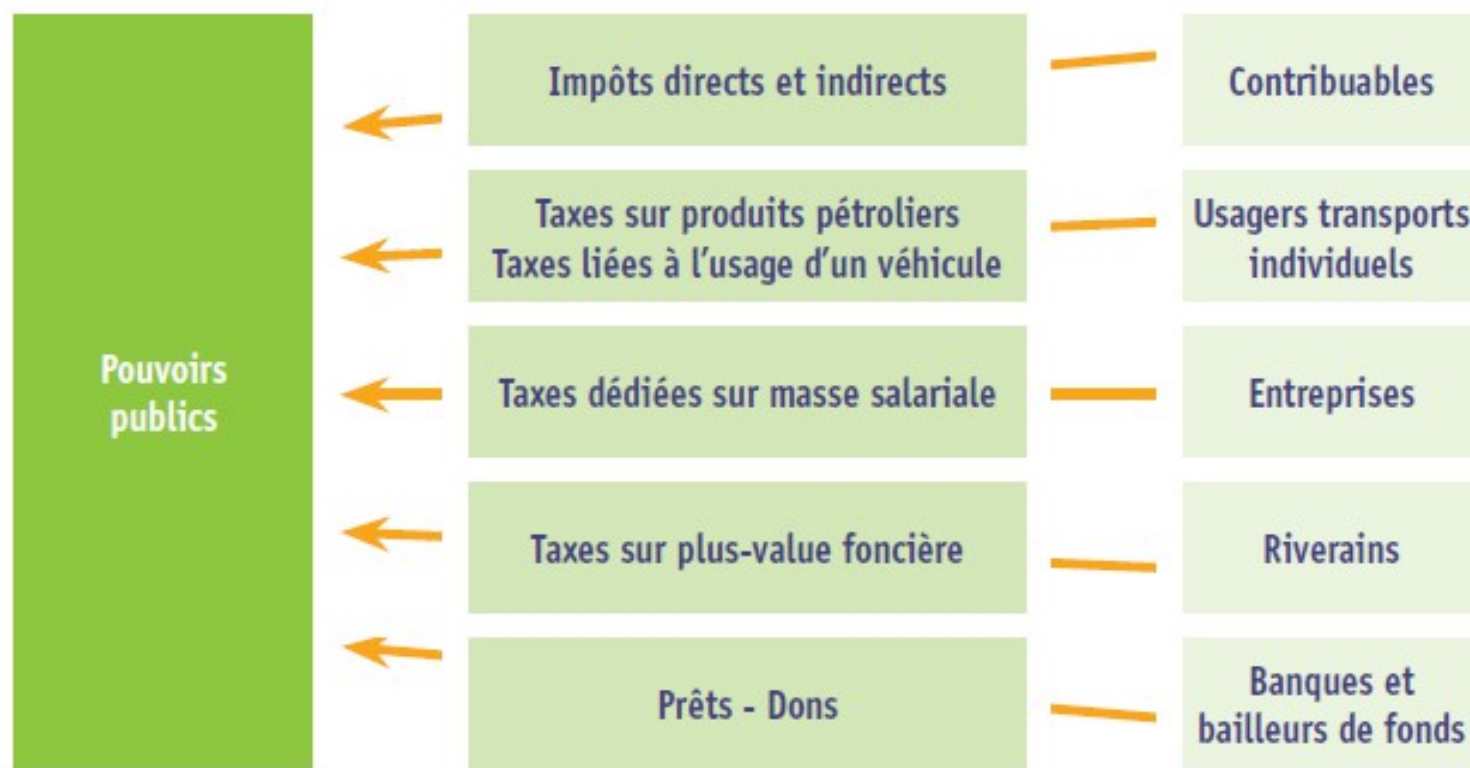 Pouvoirs
publics
Impôts directs et indirects
Contribuables
Taxes sur produits pétroliers
Taxes liées à l'usage d'un véhicule
Usagers transports
individuels
Taxes dédiées sur masse salariale
Entreprises
Taxes sur plus-value foncière
Riverains
Prêts - Dons
Banques et
bailleurs de fonds